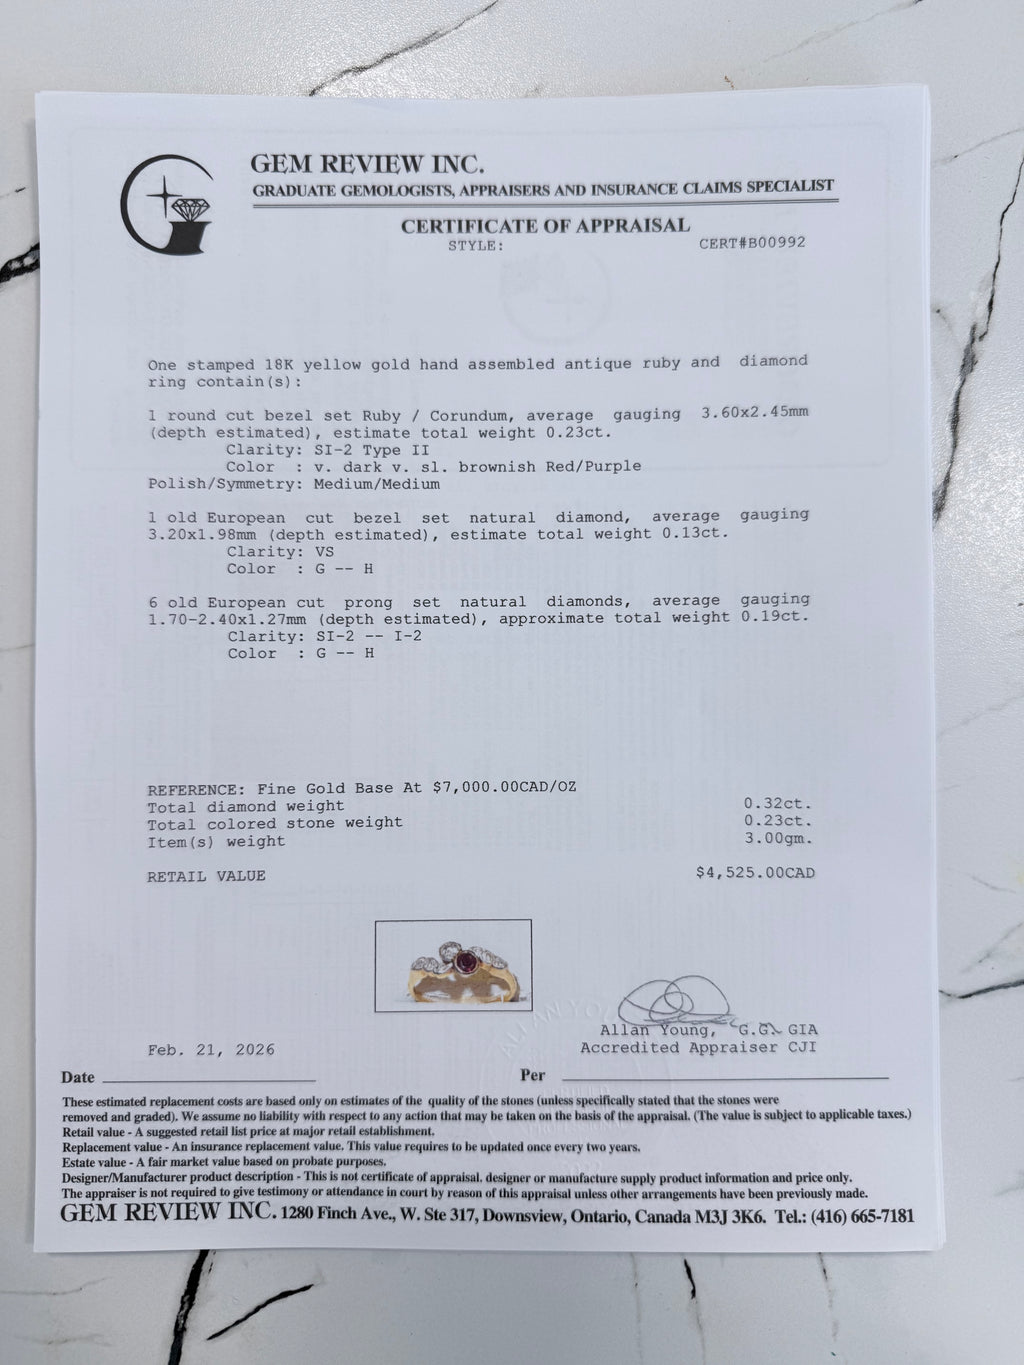 GEM REVIEW INC.
GRADUATE GEMOLOGISTS, APPRAISERS AND INSURANCE CLAIMS SPECIALIST
CERTIFICATE OF APPRAISAL
STYLE: CERT#B00992
One stamped 18K yellow gold hand assembled antique ruby and diamond
ring contain(s):
1 round cut bezel set Ruby / Corundum, average gauging 3.60x2.45mm
(depth estimated), estimate total weight 0.23ct.
Clarity: SI-2 Type II
Color : v. dark v. sl. brownish Red/Purple
Polish/Symmetry: Medium/Medium
1 old European cut bezel set natural diamond, average gauging
3.20x1.98mm (depth estimated), estimate total weight 0.13ct.
Clarity: VS
Color : G -- H
6 old European cut prong set natural diamonds, average gauging
1.70-2.40x1.27mm (depth estimated), approximate total weight 0.19ct.
Clarity: SI-2 -- I-2
Color : G -- H
REFERENCE: Fine Gold Base At $7,000.00CAD/OZ
Total diamond weight 0.32ct.
Total colored stone weight 0.23ct.
Item(s) weight 3.00gm.
RETAIL VALUE $4,525.00CAD
ALLAN YOU
Allan Young, G.G. GIA
Feb. 21, 2026 Accredited Appraiser CJI
Date Per
These estimated replacement costs are based only on estimates of the quality of the stones (unless specifically stated that the stones were
removed and graded). We assume no liability with respect to any action that may be taken on the basis of the appraisal. (The value is subject to applicable taxes.)
Retail value - A suggested retail list price at major retail establishment.
Replacement value - An insurance replacement value. This value requires to be updated once every two years.
Estate value - A fair market value based on probate purposes.
Designer/Manufacturer product description - This is not certificate of appraisal. designer or manufacture supply product information and price only.
The appraiser is not required to give testimony or attendance in court by reason of this appraisal unless other arrangements have been previously made.
GEM REVIEW INC. 1280 Finch Ave., W. Ste 317, Downsview, Ontario, Canada M3J 3K6. Tel.: (416) 665-7181